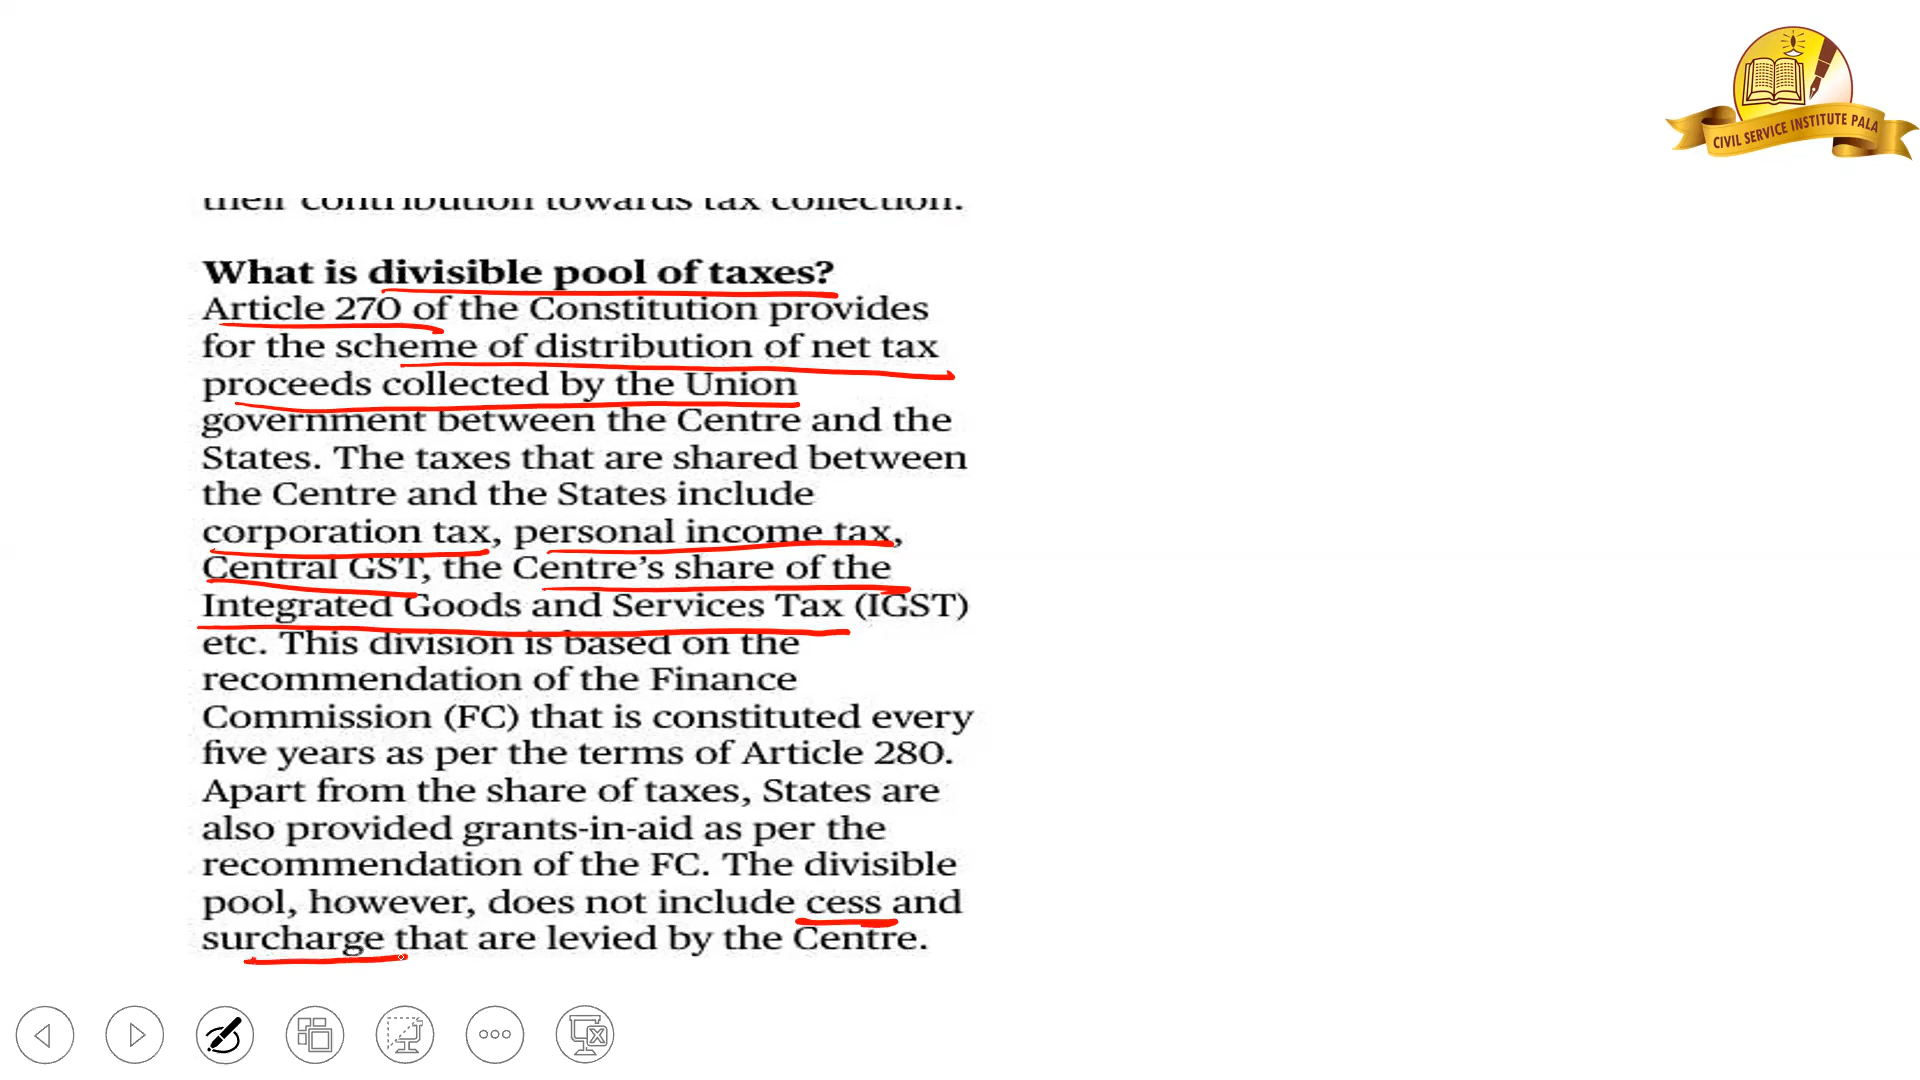 CIVIL SERVICE INSTITUTE PALA
their contribution towards tax collection.
What is divisible pool of taxes?
Article 270 of the Constitution provides
for the scheme of distribution of net tax
proceeds collected by the Union
government between the Centre and the
States. The taxes that are shared between
the Centre and the States include
corporation tax, personal income tax,
Central GST, the Centre’s share of the
Integrated Goods and Services Tax (IGST)
etc. This division is based on the
recommendation of the Finance
Commission (FC) that is constituted every
five years as per the terms of Article 280.
Apart from the share of taxes, States are
also provided grants-in-aid as per the
recommendation of the FC. The divisible
pool, however, does not include cess and
surcharge that are levied by the Centre.